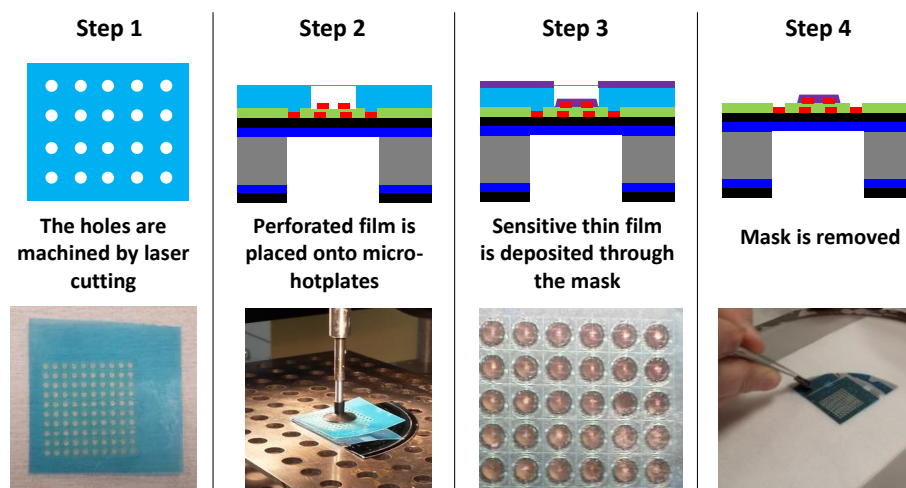 Step 1
Step 2
Step 3
Step 4
The holes are
machined by laser
cutting
Perforated film is
placed onto micro-
hotplates
Sensitive thin film
is deposited through
the mask
Mask is removed